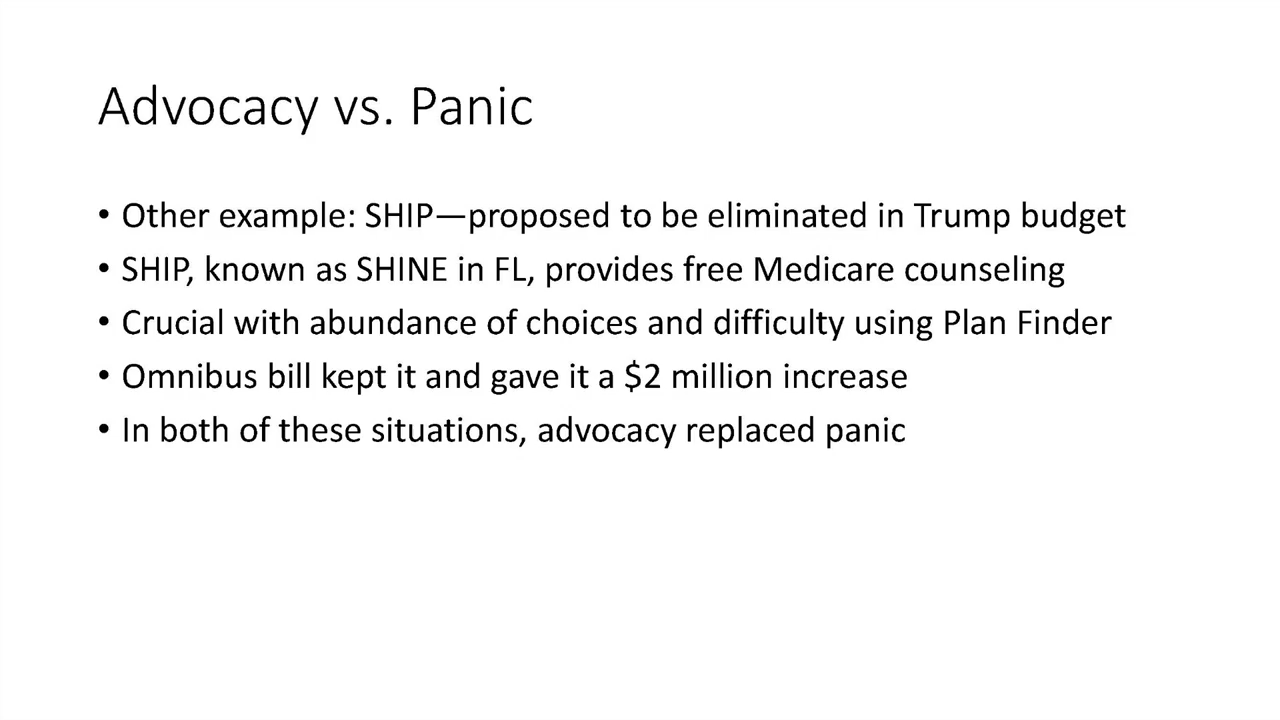 Advocacy vs. Panic
• Other example: SHIP—proposed to be eliminated in Trump budget
• SHIP, known as SHINE in FL, provides free Medicare counseling
• Crucial with abundance of choices and difficulty using Plan Finder
• Omnibus bill kept it and gave it a $2 million increase
• In both of these situations, advocacy replaced panic